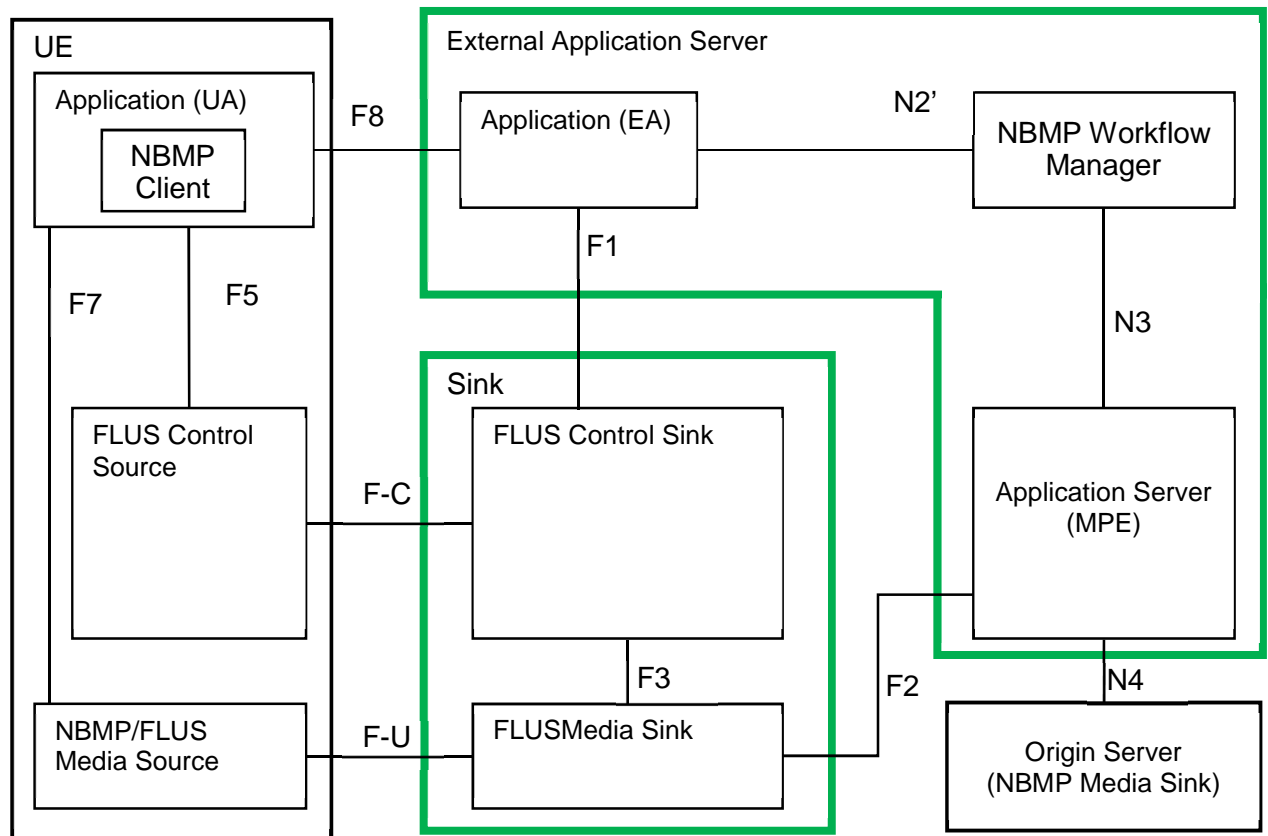 UE
Application (UA)
NBMP
Client
F8
External Application Server
Application (EA)
N2’
NBMP Workflow
Manager
F1
F7
F5
N3
Sink
FLUS Control
Source
F-C
FLUS Control Sink
Application Server
(MPE)
F3
F2
N4
NBMP/FLUS
Media Source
F-U
FLUSMedia Sink
Origin Server
(NBMP Media Sink)